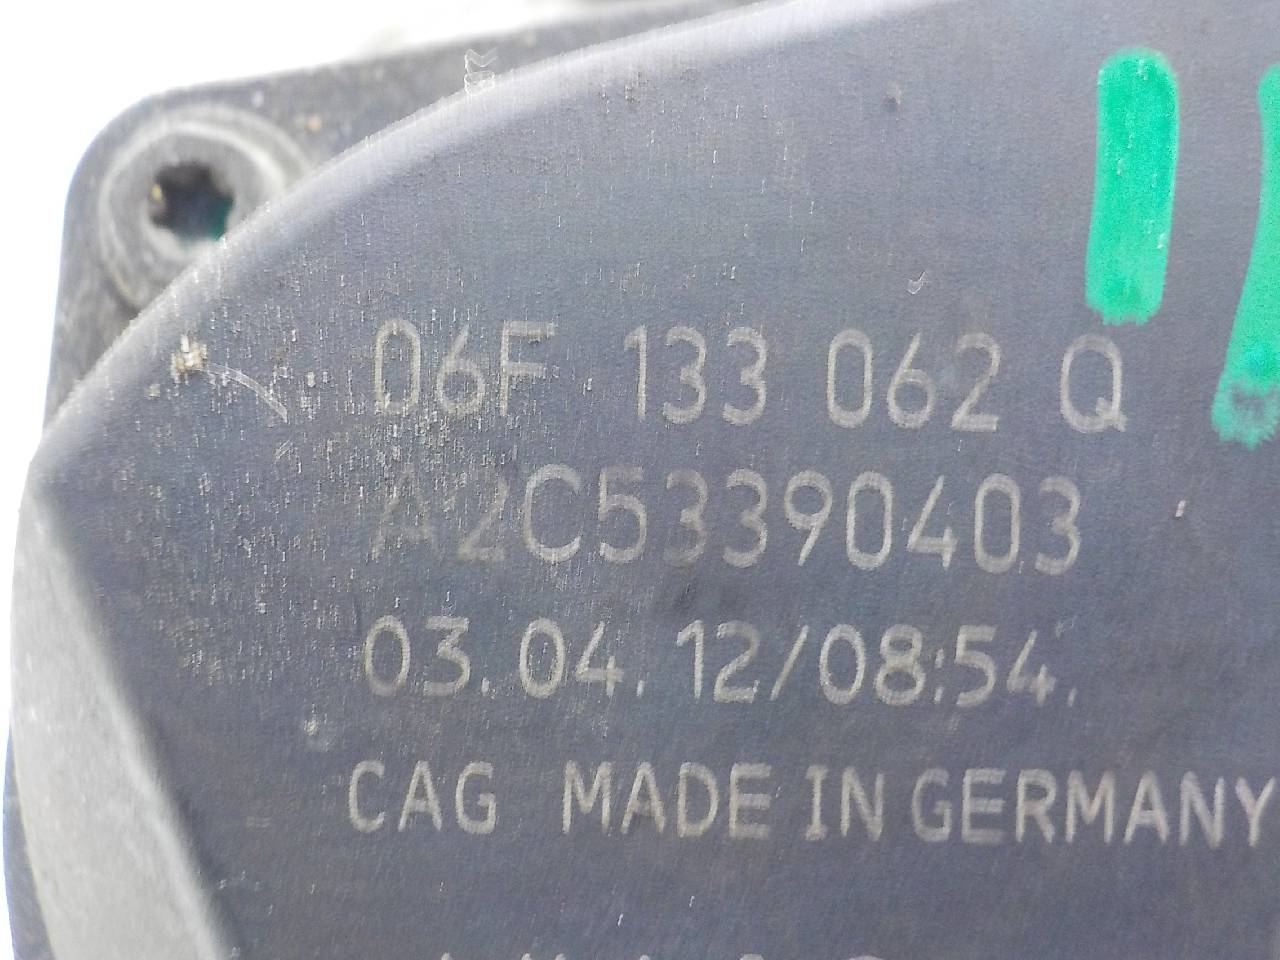 06F 133 062 Q
A2C53390403
03.04.12/08:54.
CAG MADE IN GERMANY